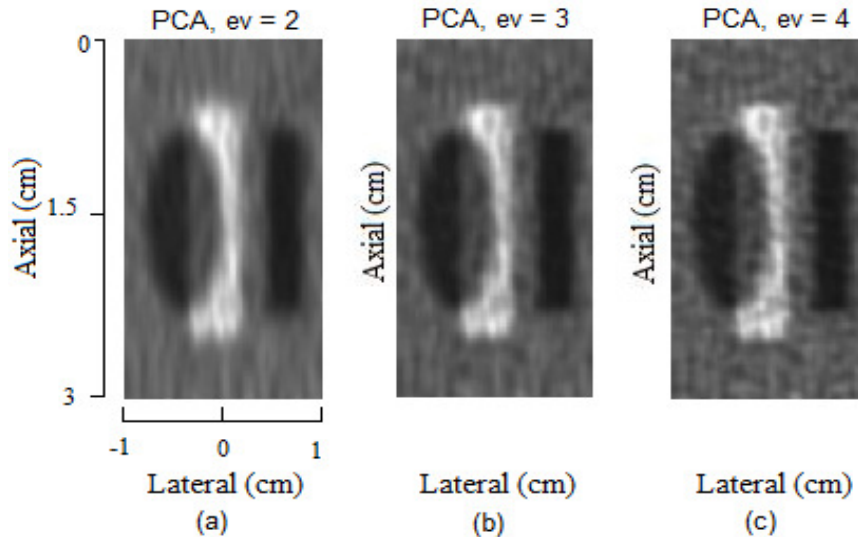 PCA, ev = 2
PCA, ev = 3
PCA, ev = 4
0
1.5
3
Axial (cm)
Axial (cm)
Axial (cm)
-1
0
1
Lateral (cm)
Lateral (cm)
Lateral (cm)
(a)
(b)
(c)